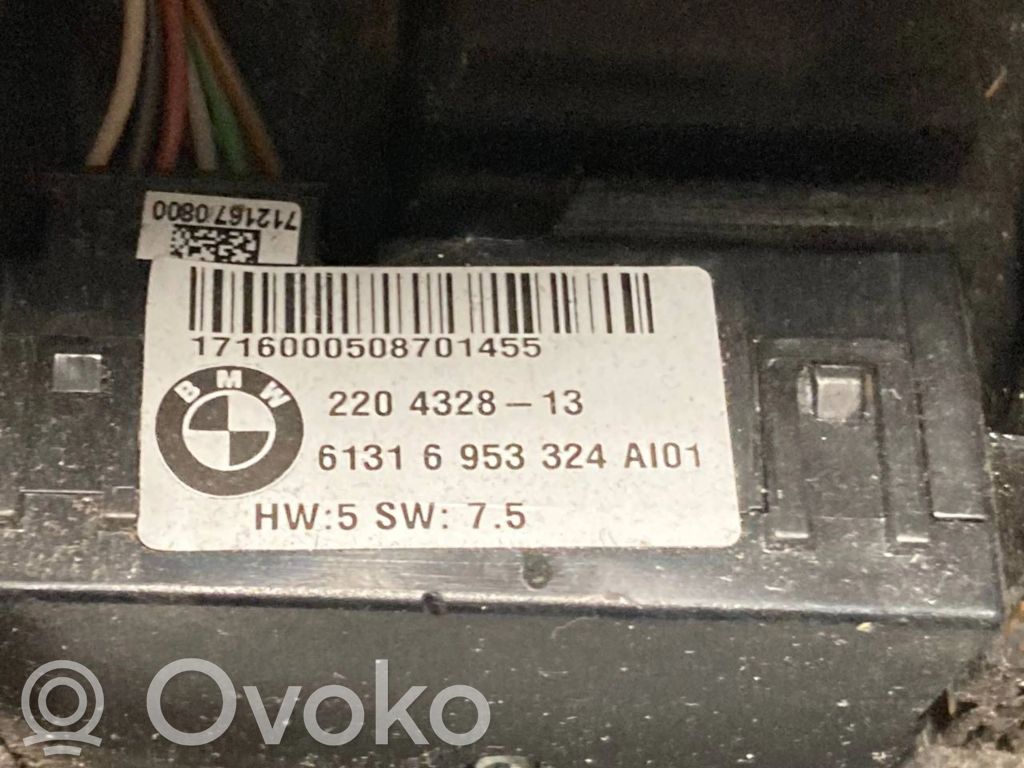 7121670800
1716000508701455
BMW
220 4328-13
6131 6 953 324 AI01
HW:5 SW: 7.5
© Ovoko